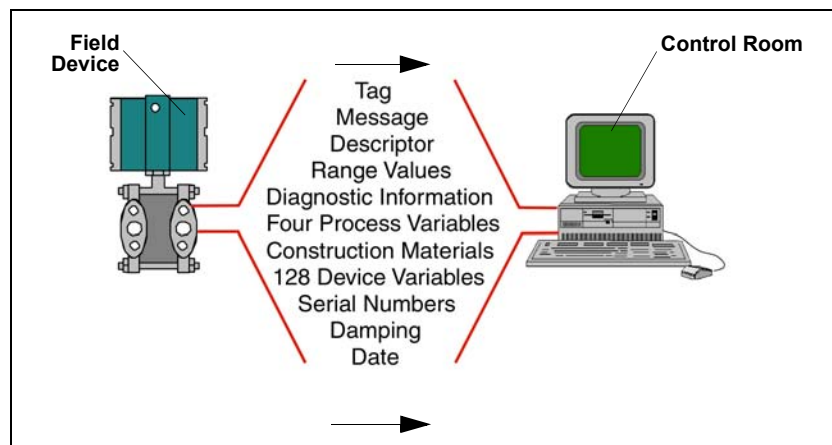 Field
Device
Control Room
Tag
Message
Descriptor
Range Values
Diagnostic Information
Four Process Variables
Construction Materials
128 Device Variables
Serial Numbers
Damping
Date